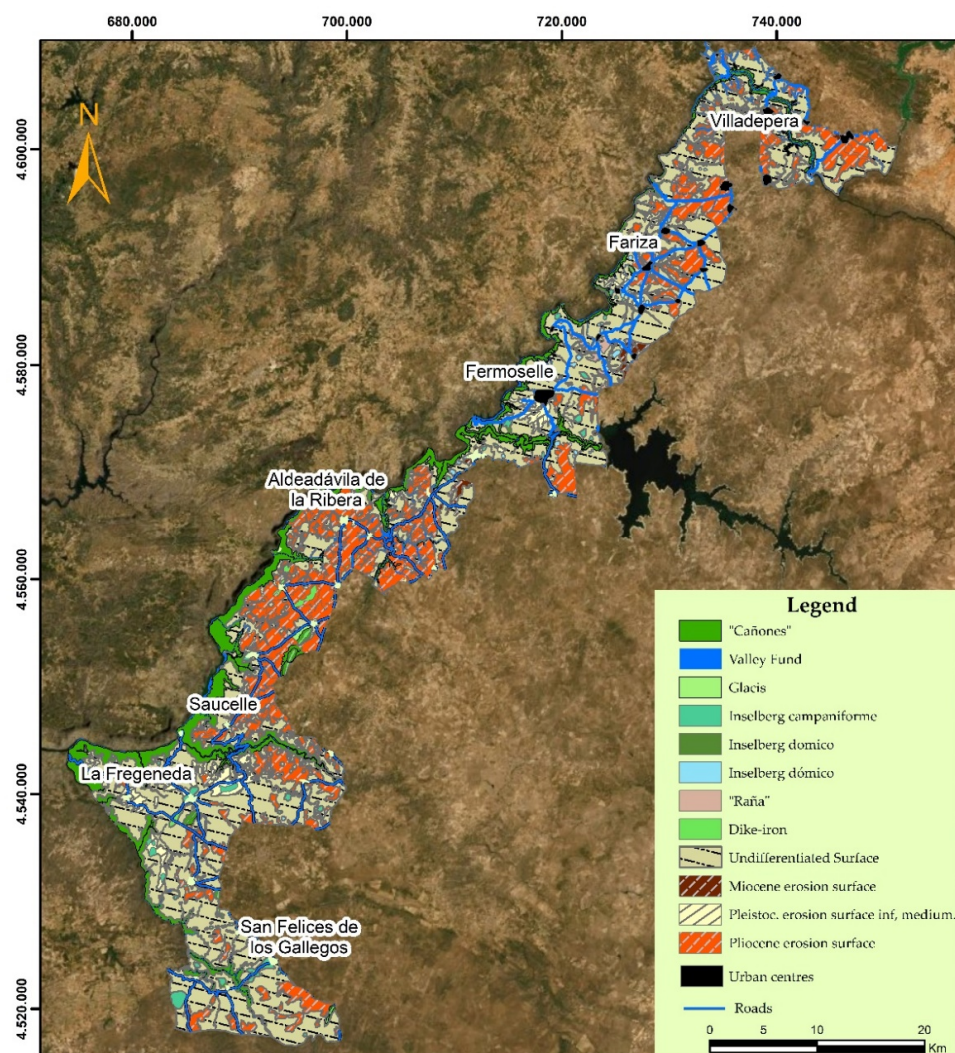 680.000
700.000
720.000
740.000
N
4.600.000
4.580.000
4.560.000
4.540.000
4.520.000
Villadepera
Fariza
Fermoselle
Aldeadávila de
la Ribera
Saucelle
La Fregeneda
San Felices de
los Gallegos
Legend
"Cañones"
Valley Fund
Glacis
Inselberg campaniforme
Inselberg domico
Inselberg dómico
"Raña"
Dike-iron
Undifferentiated Surface
Miocene erosion surface
Pleistoc. erosion surface inf, medium.
Pliocene erosion surface
Urban centres
Roads
0 5 10 20
Km